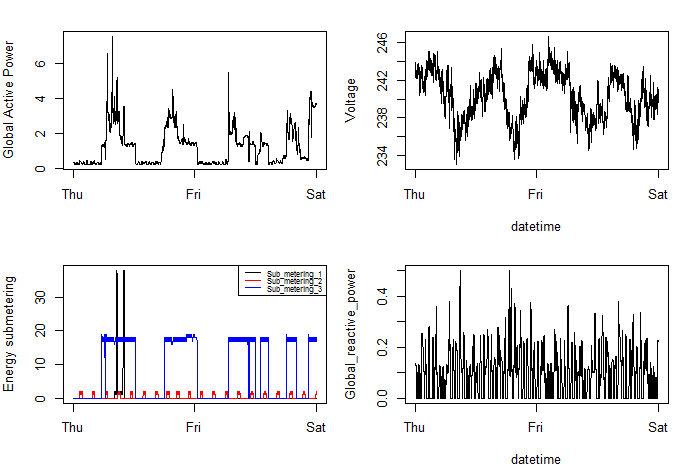 Global Active Power
0 2 4 6
Thu Fri Sat
Voltage
234 238 242 246
Thu Fri Sat
datetime
Energy submetering
0 10 20 30
Sub_metering_1
Sub_metering_2
Sub_metering_3
Thu Fri Sat
Global_reactive_power
0.0 0.2 0.4
Thu Fri Sat
datetime